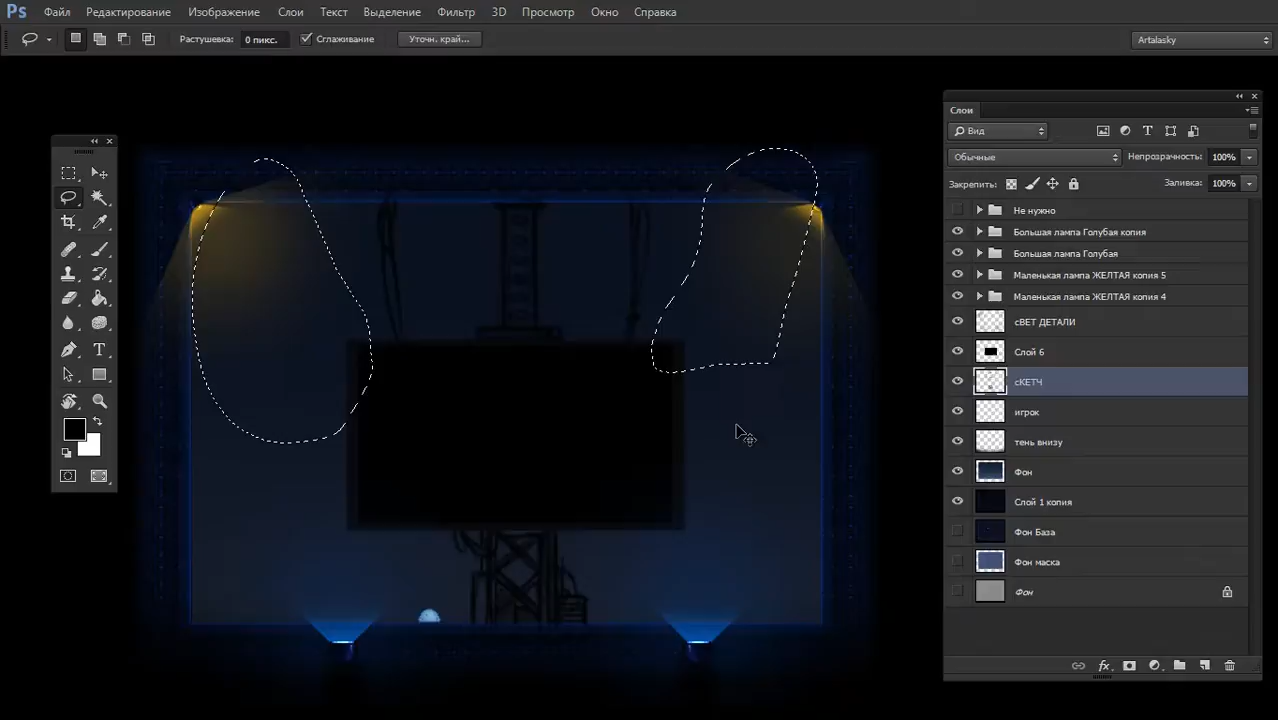 Ps Файл Редактирование Изображение Слои Текст Выделение Фильтр 3D Просмотр Окно Справка
Растушевка: 0 пикс. Сглаживание Уточн. край... Artalasky
Слои
Вид
Обычные Непрозрачность: 100%
Закрепить: Заливка: 100%
Не нужно
Большая лампа Голубая копия
Большая лампа Голубая
Маленькая лампа ЖЕЛТАЯ копия 5
Маленькая лампа ЖЕЛТАЯ копия 4
сВЕТ ДЕТАЛИ
Слой 6
сКЕТЧ
игрок
тень внизу
Фон
Слой 1 копия
Фон База
Фон маска
Фон
fx